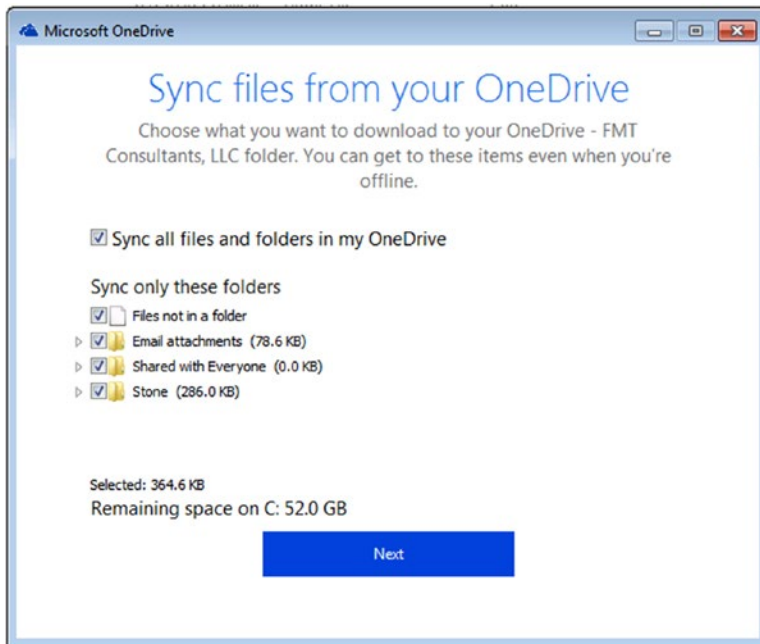 Microsoft OneDrive
Sync files from your OneDrive
Choose what you want to download to your OneDrive - FMT
Consultants, LLC folder. You can get to these items even when you're
offline.
Sync all files and folders in my OneDrive
Sync only these folders
Files not in a folder
Email attachments (78.6 KB)
Shared with Everyone (0.0 KB)
Stone (286.0 KB)
Selected: 364.6 KB
Remaining space on C: 52.0 GB
Next